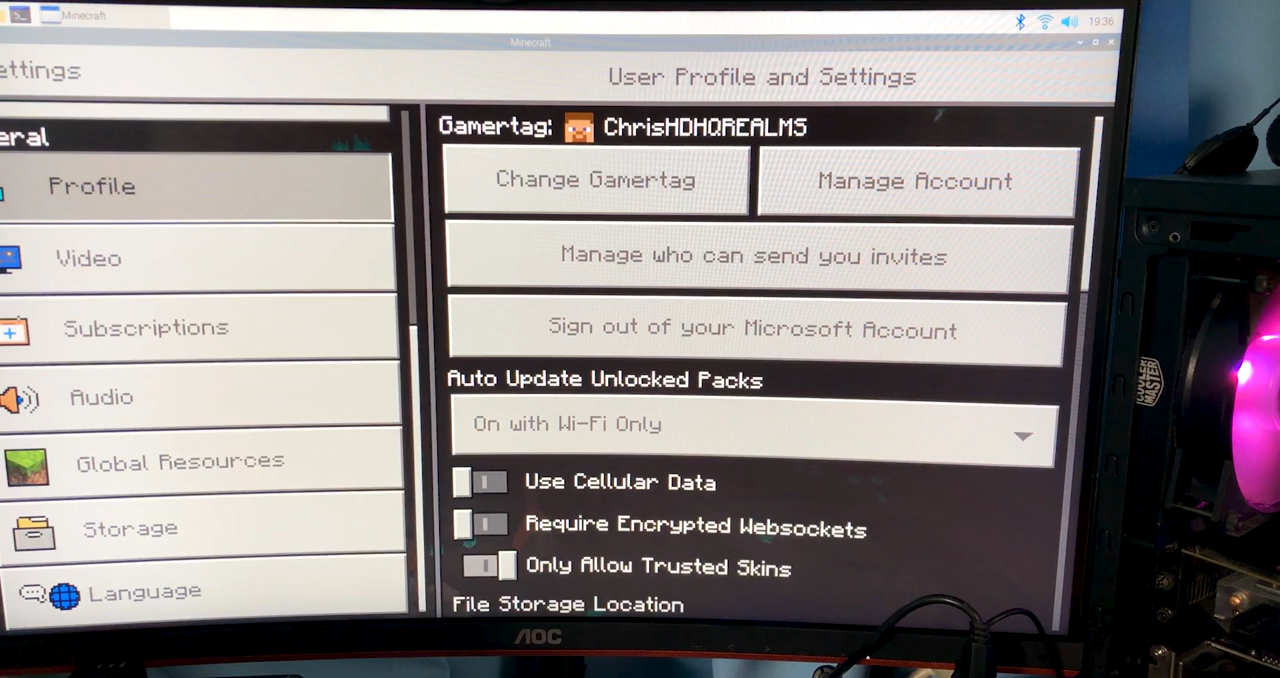 Minecraft
19:36
Minecraft
ettings
User Profile and Settings
eral
Gamertag: ChrisHDHQREALMS
Profile
Change Gamertag
Manage Account
Video
Manage who can send you invites
Subscriptions
Sign out of your Microsoft Account
Auto Update Unlocked Packs
Audio
On with Wi-Fi Only
Global Resources
Use Cellular Data
Storage
Require Encrypted Websockets
Only Allow Trusted Skins
Language
File Storage Location
AOC
COOLER
MASTER